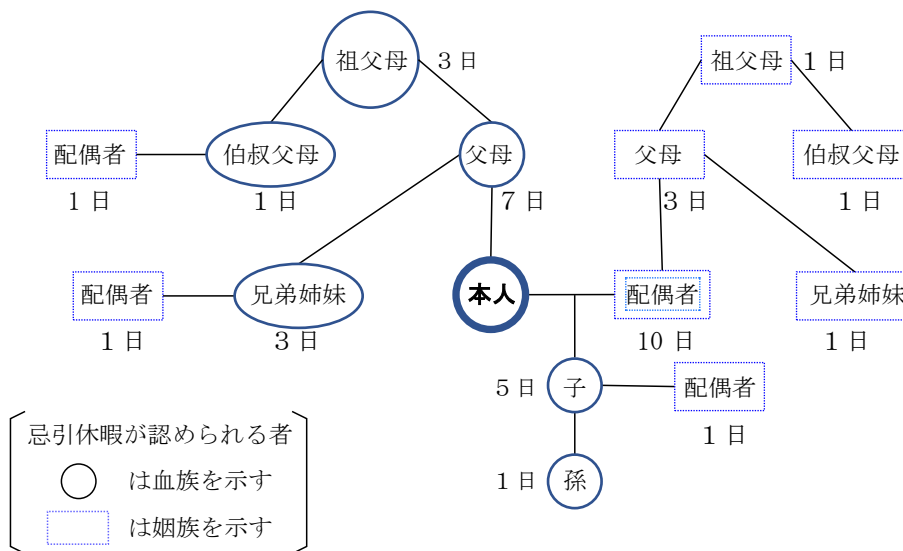 祖父母
３日
祖父母
１日
配偶者
伯叔父母
父母
父母
伯叔父母
１日
１日
７日
３日
１日
配偶者
兄弟姉妹
本人
配偶者
兄弟姉妹
１日
３日
10日
１日
５日
子
配偶者
１日
１日
孫
忌引休暇が認められる者
は血族を示す
は姻族を示す